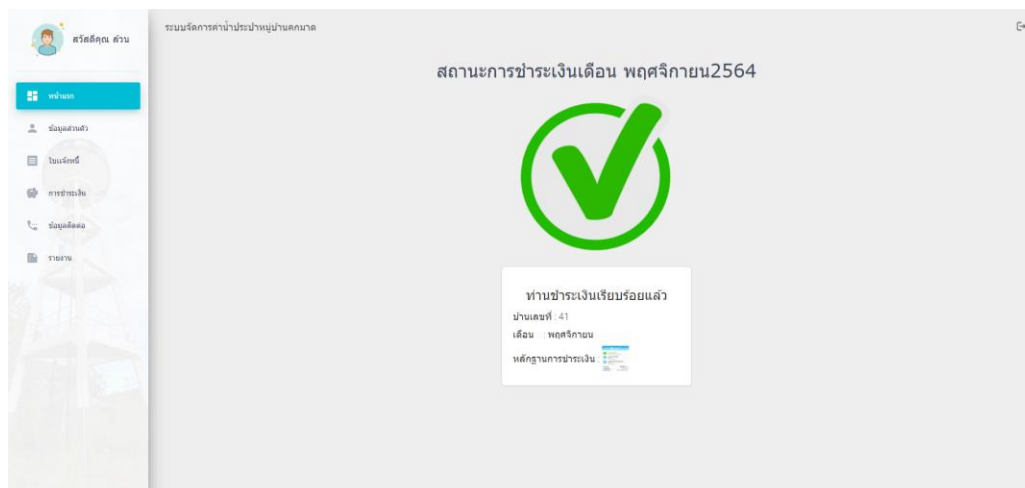 สวัสดีคุณ ส้วน
ระบบจัดการค่าน้ำประปาหมู่บ้านดกนาด
หน้าแรก
ข้อมูลส่วนตัว
ใบแจ้งหนี้
การชำระเงิน
ข้อมูลติดต่อ
รายงาน
สถานะการชำระเงินเดือน พฤศจิกายน2564
ท่านชำระเงินเรียบร้อยแล้ว
บ้านเลขที่ : 41
เดือน : พฤศจิกายน
หลักฐานการชำระเงิน :